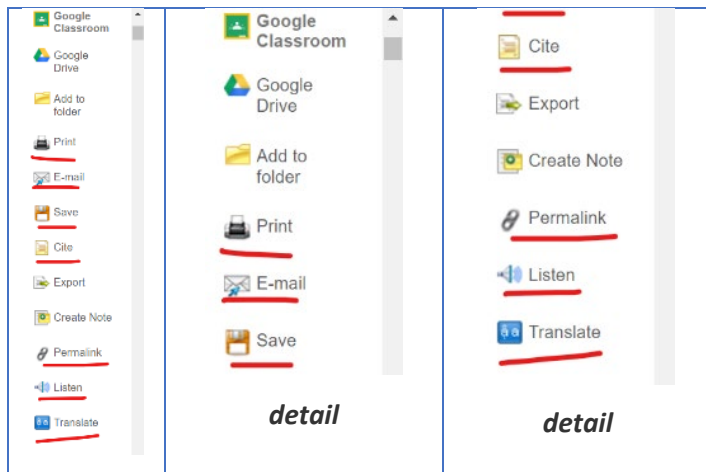 Google
Classroom
Google
Drive
Add to
folder
Print
E-mail
Save
Cite
Export
Create Note
Permalink
Listen
Translate
Google
Classroom
Google
Drive
Add to
folder
Print
E-mail
Save
detail
Cite
Export
Create Note
Permalink
Listen
Translate
detail